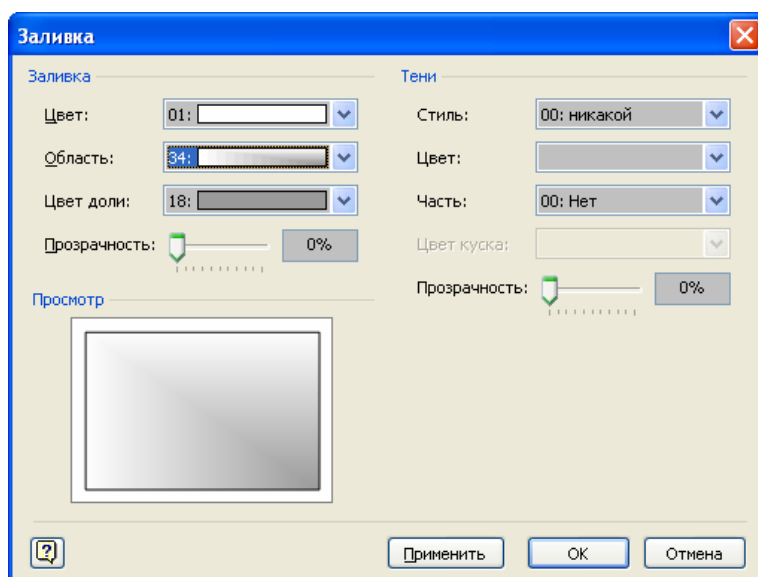 Заливка
Заливка
Цвет: 01:
Область: 34:
Цвет доли: 18:
Прозрачность: 0%
Просмотр
Тени
Стиль: 00: никакой
Цвет:
Часть: 00: Нет
Цвет куска:
Прозрачность: 0%
?
Применить
OK
Отмена